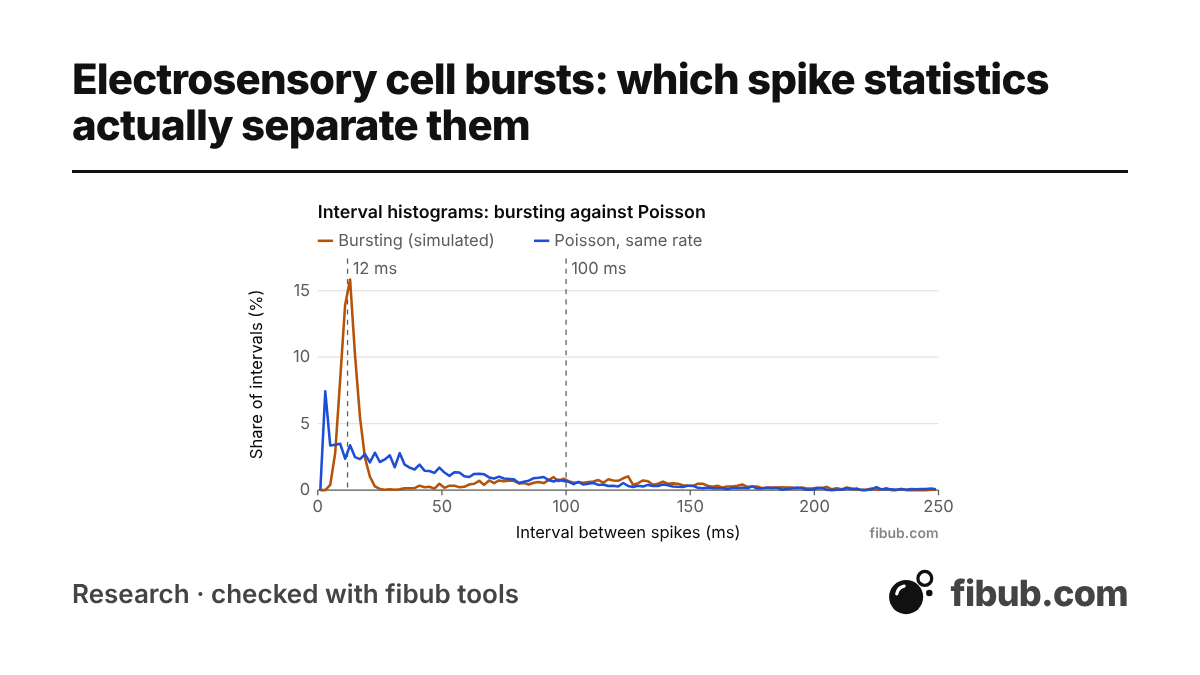 Electrosensory cell bursts: which spike statistics
actually separate them
Interval histograms: bursting against Poisson
Bursting (simulated) Poisson, same rate
12 ms 100 ms
Share of intervals (%)
15
10
5
0
0 50 100 150 200 250
Interval between spikes (ms)
fibub.com
Research · checked with fibub tools
fibub.com